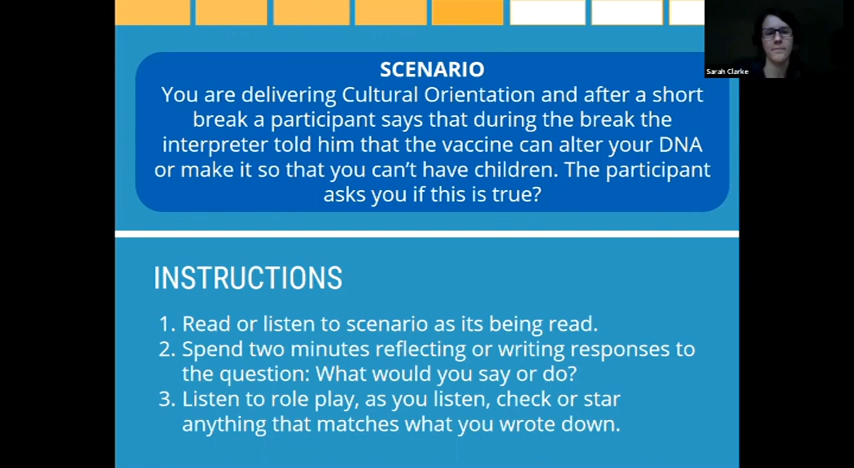 SCENARIO
You are delivering Cultural Orientation and after a short
break a participant says that during the break the
interpreter told him that the vaccine can alter your DNA
or make it so that you can't have children. The participant
asks you if this is true?
Sarah Clarke
INSTRUCTIONS
1. Read or listen to scenario as its being read.
2. Spend two minutes reflecting or writing responses to
the question: What would you say or do?
3. Listen to role play, as you listen, check or star
anything that matches what you wrote down.